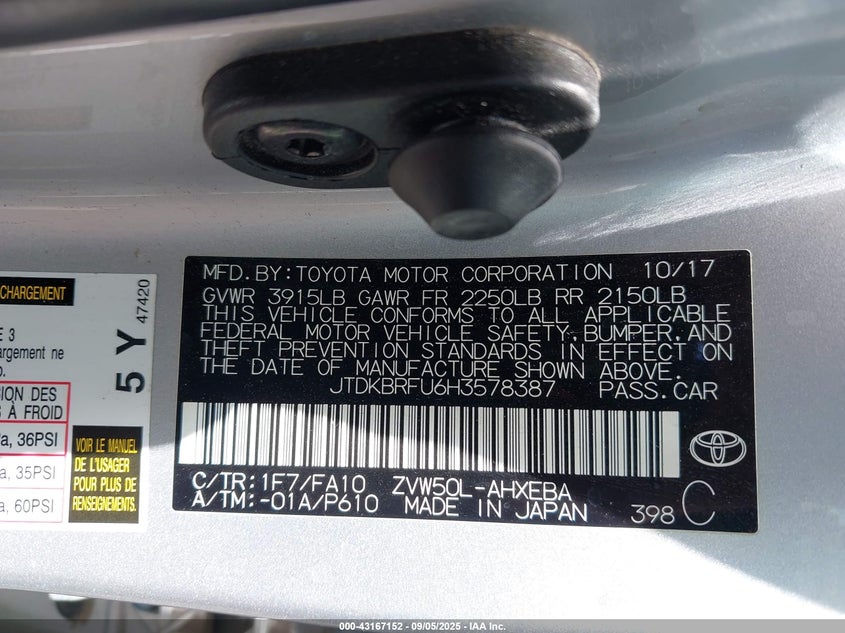 MFD.BY:TOYOTA MOTOR CORPORATION 10/17
GVWR 3915LB GAWR FR 2250LB RR 2150LB
THIS VEHICLE CONFORMS TO ALL APPLICABLE
FEDERAL MOTOR VEHICLE SAFETY, BUMPER, AND
THEFT PREVENTION STANDARDS IN EFFECT ON
THE DATE OF MANUFACTURE SHOWN ABOVE.
JTDKBRFU6H3578387 PASS.CAR
C/TR:1F7/FA10 ZVW50L-AHXEBA
A/TM:-01A/P610 MADE IN JAPAN 398 C
CHARGEMENT
E 3
argement ne
ION DES
À FROID
a, 36PSI
a, 35PSI
a, 60PSI
5 Y 47420
VOIR LE MANUEL
DE L'USAGER
POUR PLUS DE
RENSEIGNEMENTS.
000-43167152 - 09/05/2025 - IAA Inc.